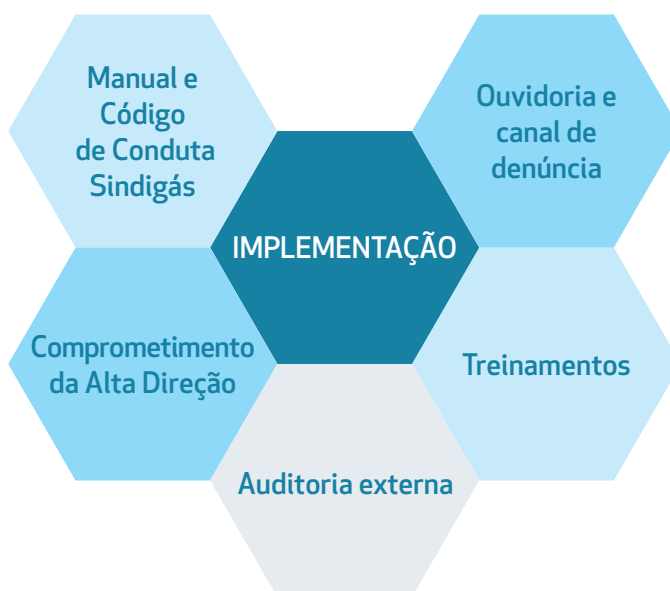 Manual e
Código
de Conduta
Sindigás
Ouvidoria e
canal de
denúncia
IMPLEMENTAÇÃO
Comprometimento
da Alta Direção
Treinamentos
Auditoria externa